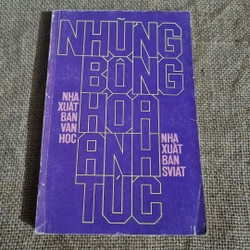 NHỮNG
BÔNG
HOA
ANH
TÚC
NHÀ
XUẤT
BẢN
VĂN
HỌC
NHÀ
XUẤT
BẢN
SVIAT